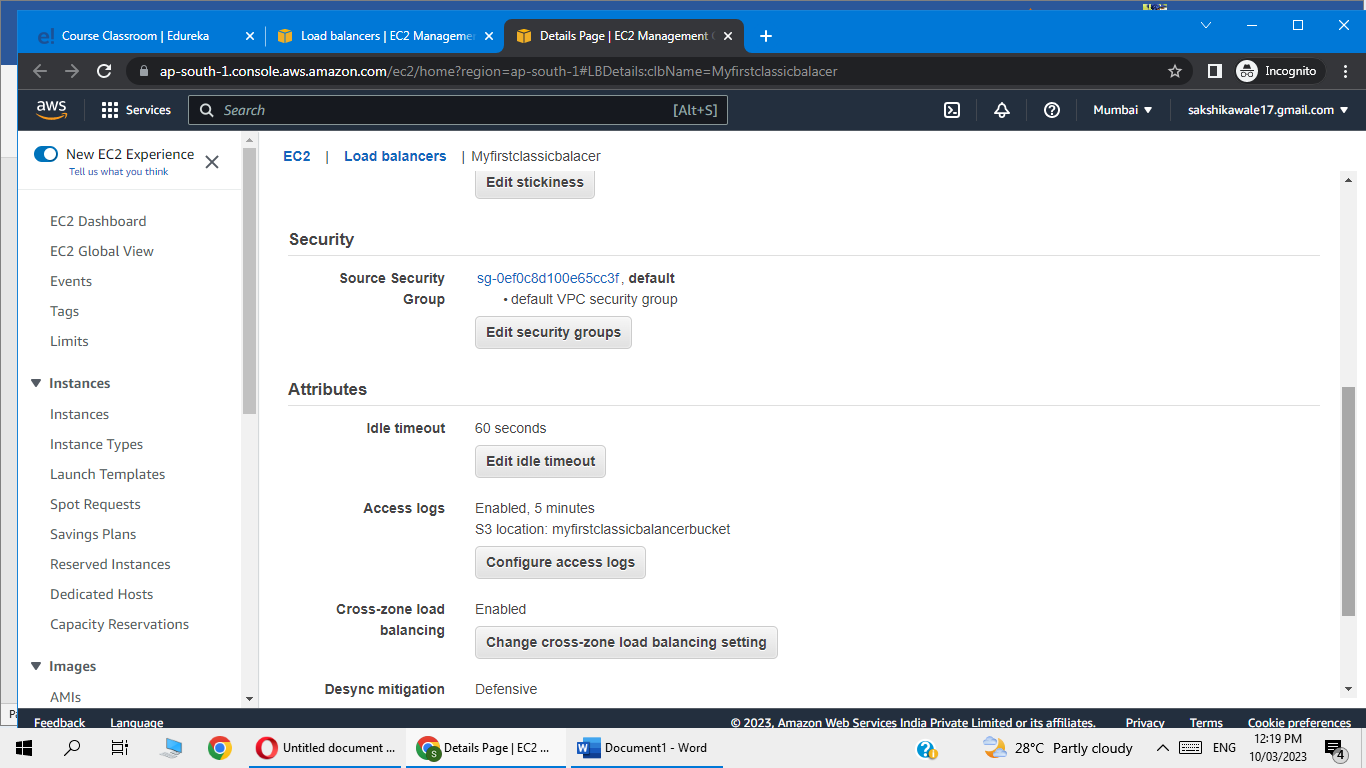 Course Classroom | Edureka
Load balancers | EC2 Manageme
Details Page | EC2 Management
ap-south-1.console.aws.amazon.com/ec2/home?region=ap-south-1#LBDetails:clbName=Myfirstclassicbalacer
Incognito
aws
Services
Search
[Alt+S]
Mumbai
sakshikawale17.gmail.com
New EC2 Experience
Tell us what you think
EC2 Dashboard
EC2 Global View
Events
Tags
Limits
Instances
Instances
Instance Types
Launch Templates
Spot Requests
Savings Plans
Reserved Instances
Dedicated Hosts
Capacity Reservations
Images
AMIs
EC2 | Load balancers | Myfirstclassicbalacer
Edit stickiness
Security
Source Security Group
sg-0ef0c8d100e65cc3f, default
• default VPC security group
Edit security groups
Attributes
Idle timeout
60 seconds
Edit idle timeout
Access logs
Enabled, 5 minutes
S3 location: myfirstclassicbalancerbucket
Configure access logs
Cross-zone load balancing
Enabled
Change cross-zone load balancing setting
Desync mitigation
Defensive
Feedback
Language
© 2023, Amazon Web Services India Private Limited or its affiliates.
Privacy
Terms
Cookie preferences
Untitled document ...
Details Page | EC2 ...
Document1 - Word
28°C Partly cloudy
ENG
12:19 PM
10/03/2023
4